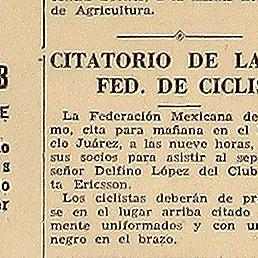 de Agricultura.
CITATORIO DE LA
FED. DE CICLIS
La Federación Mexicana de
mo, cita para mañana en el
cio Juárez, a las nueve horas,
sus socios para asistir al sep
señor Delfino López del Club
ta Ericsson.
Los ciclistas deberán de pr
se en el lugar arriba citado
mente uniformados y con un
negro en el brazo.